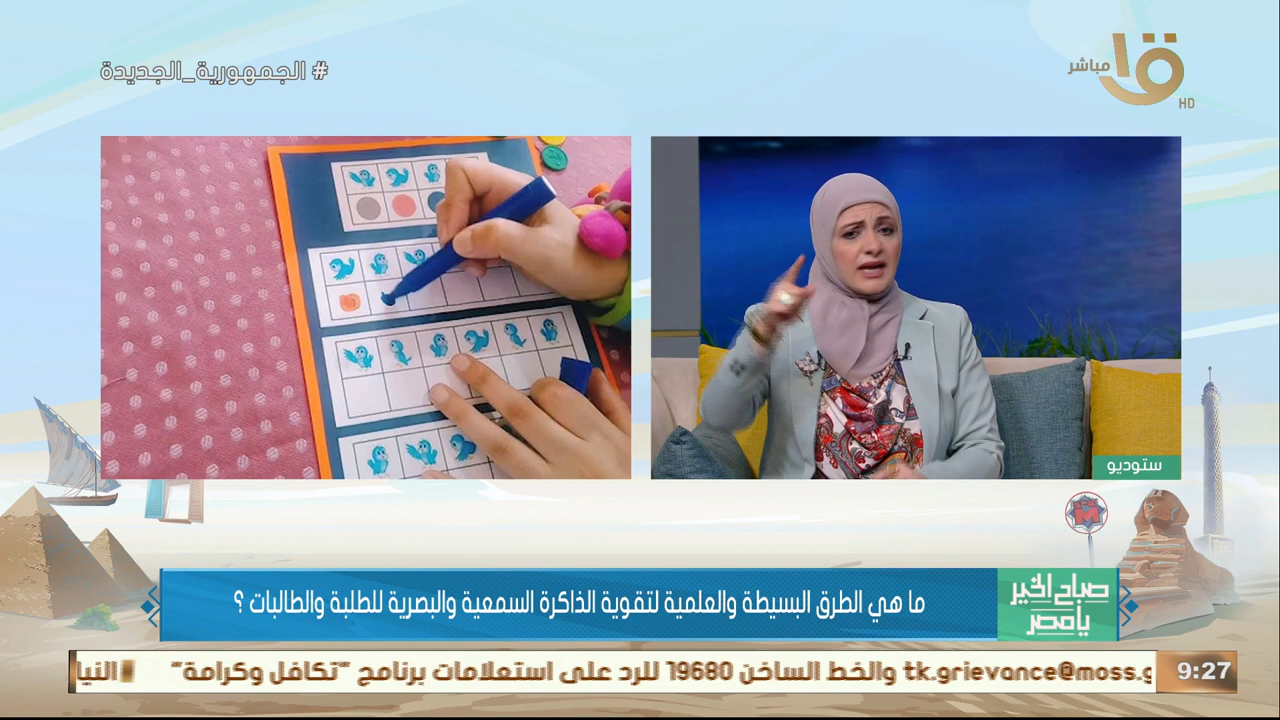 #الجمهورية_الجديدة
مباشر
HD
ستوديو
صباح الخير يا مصر
ما هي الطرق البسيطة والعلمية لتقوية الذاكرة السمعية والبصرية للطلبة والطالبات ؟
tk.grievance@moss.g والخط الساخن 19680 للرد على استعلامات برنامج "تكافل وكرامة"
9:27